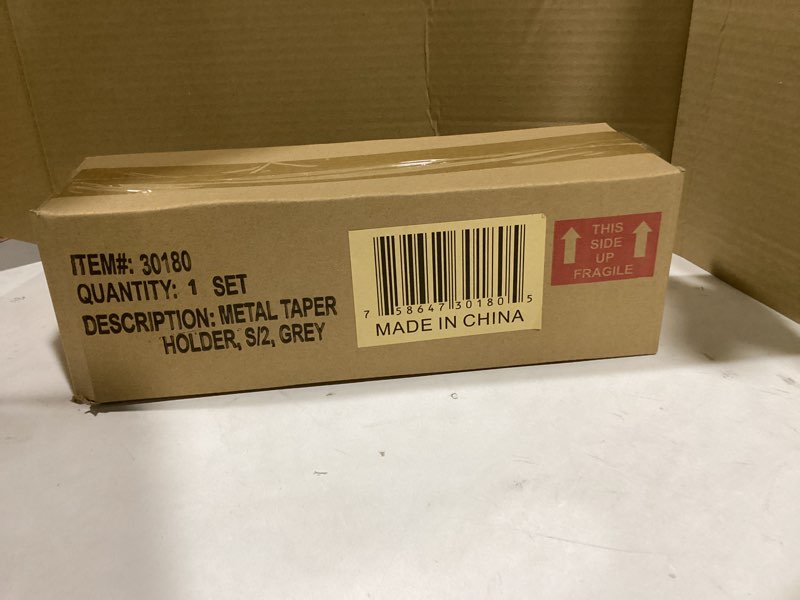 ITEM#: 30180
QUANTITY: 1 SET
DESCRIPTION: METAL TAPER
HOLDER, S/2, GREY
7 58647 30180 5
MADE IN CHINA
THIS
SIDE
UP
FRAGILE